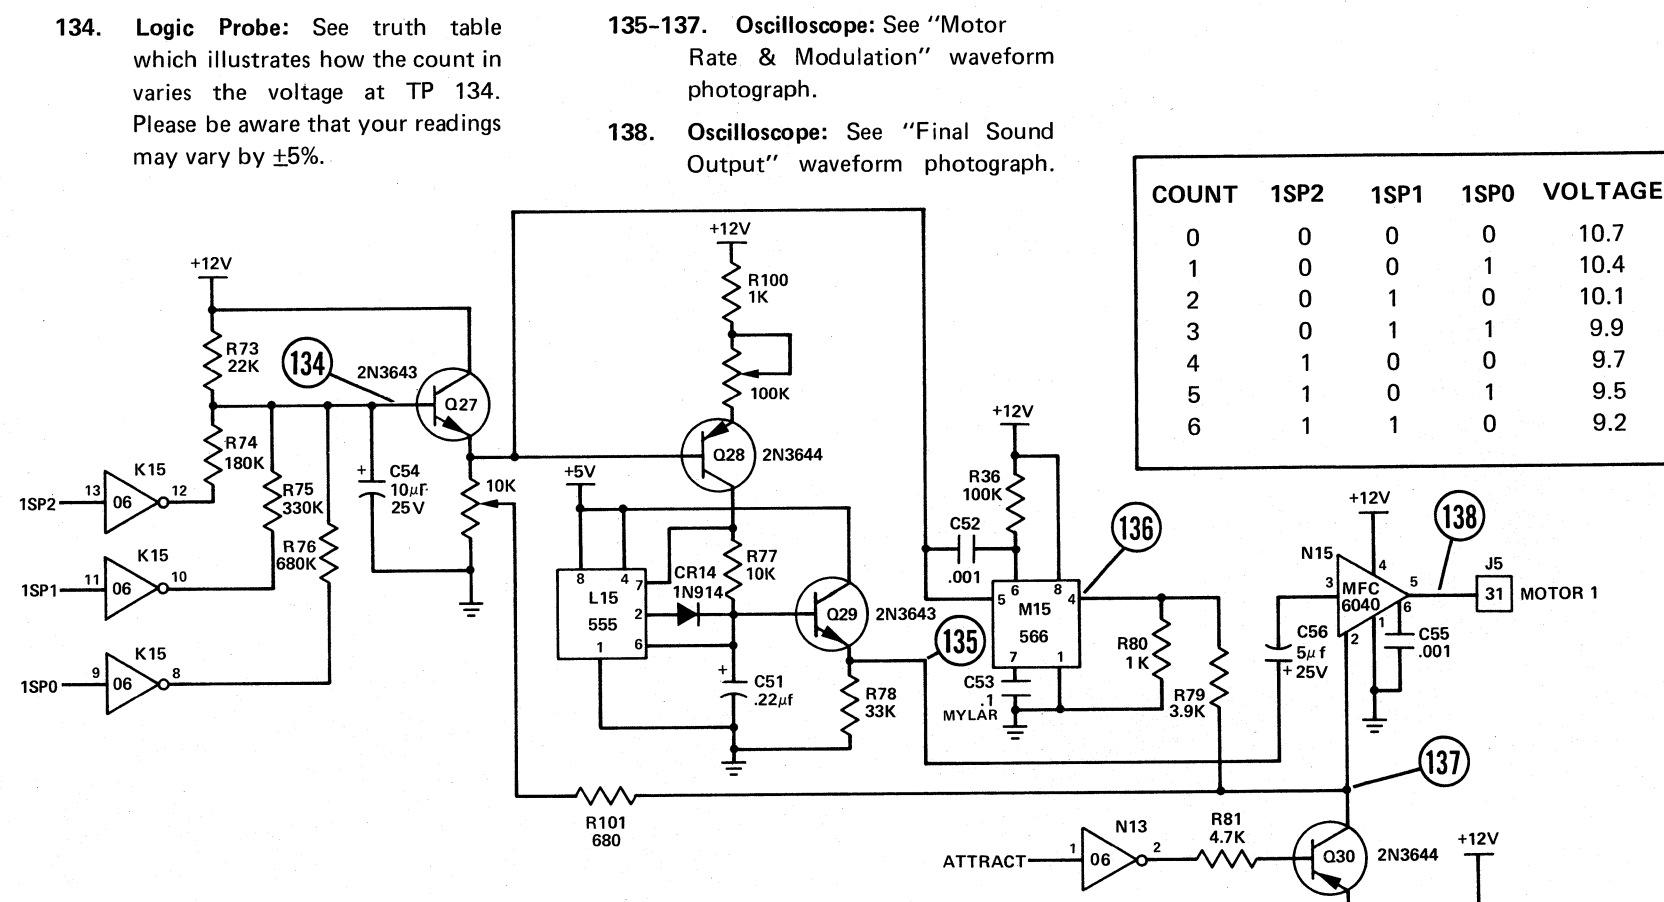 134. Logic Probe: See truth table
which illustrates how the count in
varies the voltage at TP 134.
Please be aware that your readings
may vary by ±5%.
135–137. Oscilloscope: See "Motor
Rate & Modulation" waveform
photograph.
138. Oscilloscope: See "Final Sound
Output" waveform photograph.
COUNT 1SP2 1SP1 1SP0 VOLTAGE
0 0 0 0 10.7
1 0 0 1 10.4
2 0 1 0 10.1
3 0 1 1 9.9
4 1 0 0 9.7
5 1 0 1 9.5
6 1 1 0 9.2
+12V
R73
22K
134
2N3643
Q27
R74
180K
K15
1SP2
13
06
12
R75
330K
R76
680K
+
C54
10µF
25V
10K
K15
1SP1
11
06
10
K15
1SP0
9
06
8
+12V
R100
1K
100K
Q28
2N3644
+5V
8
4
7
L15
555
2
1
6
CR14
1N914
R77
10K
Q29
2N3643
+
C51
.22µf
R78
33K
135
R101
680
+12V
R36
100K
C52
.001
5
6
8
4
M15
566
7
1
136
C53
.1
MYLAR
R80
1K
R79
3.9K
+12V
138
N15
4
3
MFC
6040
5
6
1
2
J5
31
MOTOR 1
C56
5µf
+ 25V
C55
.001
137
ATTRACT
1
N13
06
2
R81
4.7K
Q30
2N3644
+12V